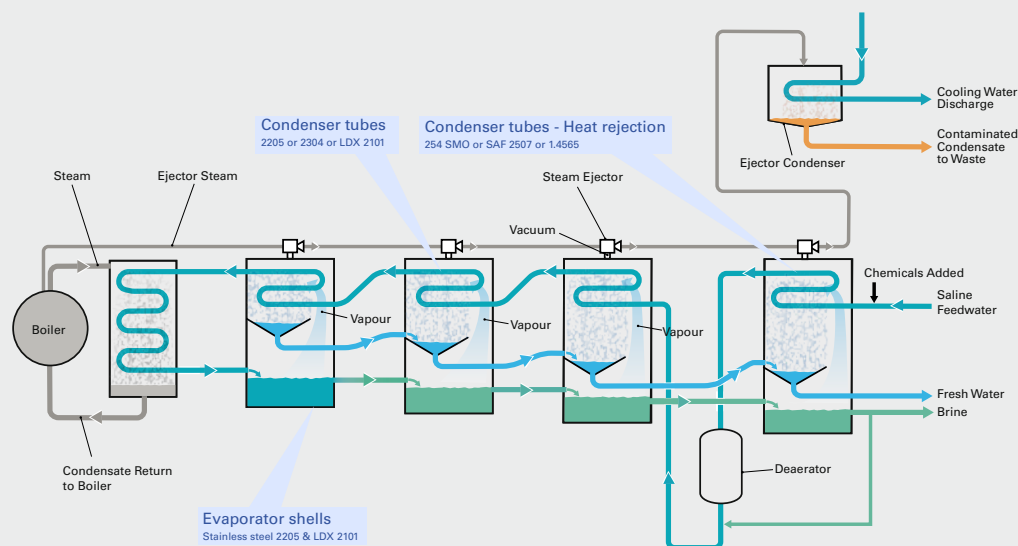 Cooling Water
Discharge
Contaminated
Condensate
to Waste
Ejector Condenser
Condenser tubes
2205 or 2304 or LDX 2101
Condenser tubes - Heat rejection
254 SMO or SAF 2507 or 1.4565
Steam
Ejector Steam
Steam Ejector
Vacuum
Chemicals Added
Saline
Feedwater
Boiler
Vapour
Vapour
Vapour
Fresh Water
Brine
Condensate Return
to Boiler
Deaerator
Evaporator shells
Stainless steel 2205 & LDX 2101